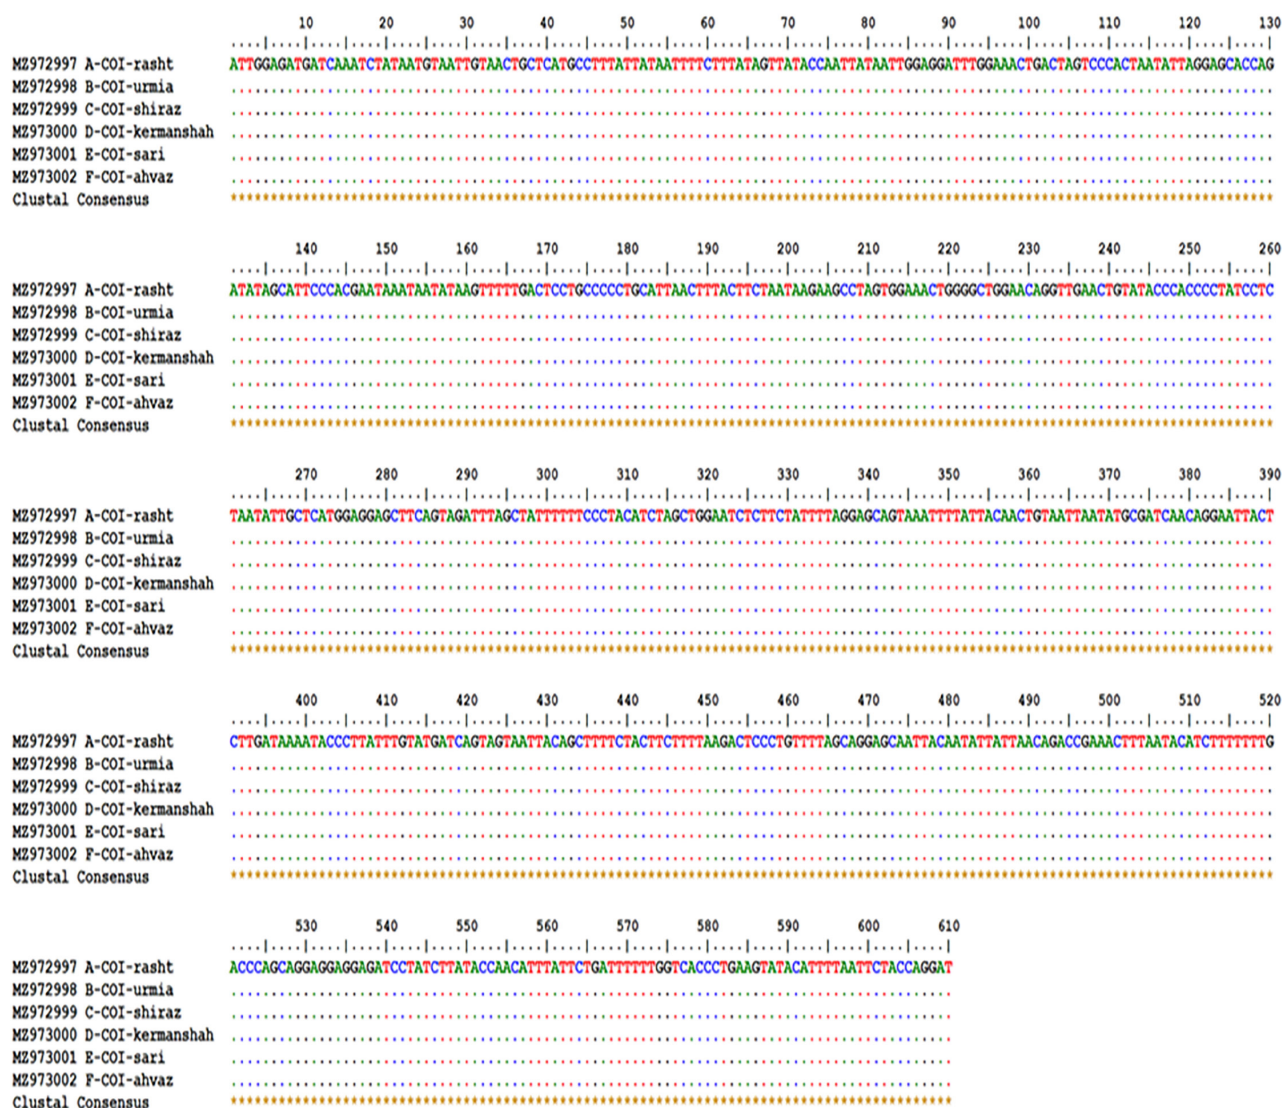 10 20 30 40 50 60 70 80 90 100 110 120 130
MZ972997 A-COI-rasht ATTGGAGATGATCAAATCTATAATGTAATTGTAACTGCTCATGCCTTTATTATAATTTTCTTTATAGTTATACCAATTATAATTGGAGGATTTGGAAACTGACTAGTCCCACTAATATTAGGAGCACCAG
MZ972998 B-COI-urmia
MZ972999 C-COI-shiraz
MZ973000 D-COI-kermanshah
MZ973001 E-COI-sari
MZ973002 F-COI-ahvaz
Clustal Consensus
140 150 160 170 180 190 200 210 220 230 240 250 260
MZ972997 A-COI-rasht ATATAGCATTCCCACGAATAAATAATATAAGTTTTTGACTCCTGCCCCCTGCATTAACTTTACTTCTAATAAGAAGCCTAGTGGAAACTGGGGCTGGAACAGGTTGAACTGTATACCCACCCCTATCCTC
MZ972998 B-COI-urmia
MZ972999 C-COI-shiraz
MZ973000 D-COI-kermanshah
MZ973001 E-COI-sari
MZ973002 F-COI-ahvaz
Clustal Consensus
270 280 290 300 310 320 330 340 350 360 370 380 390
MZ972997 A-COI-rasht TAATATTGCTCATGGAGGAGCTTCAGTAGATTTAGCTATTTTTTCCCTACATCTAGCTGGAATCTCTTCTATTTTAGGAGCAGTAAATTTTATTACAACTGTAATTAATATGCGATCAACAGGAATTACT
MZ972998 B-COI-urmia
MZ972999 C-COI-shiraz
MZ973000 D-COI-kermanshah
MZ973001 E-COI-sari
MZ973002 F-COI-ahvaz
Clustal Consensus
400 410 420 430 440 450 460 470 480 490 500 510 520
MZ972997 A-COI-rasht CTTGATAAAATACCCTTATTTGTATGATCAGTAGTAATTACAGCTTTTCTACTTCTTTTAAGACTCCCTGTTTTAGCAGGAGCAATTACAATATTATTAACAGACCGAAACTTTAATACATCTTTTTTTG
MZ972998 B-COI-urmia
MZ972999 C-COI-shiraz
MZ973000 D-COI-kermanshah
MZ973001 E-COI-sari
MZ973002 F-COI-ahvaz
Clustal Consensus
530 540 550 560 570 580 590 600 610
MZ972997 A-COI-rasht ACCCAGCAGGAGGAGGAGATCCTATCTTATACCAACATTTATTCTGATTTTTTGGTCACCCTGAAGTATACATTTTAATTCTACCAGGAT
MZ972998 B-COI-urmia
MZ972999 C-COI-shiraz
MZ973000 D-COI-kermanshah
MZ973001 E-COI-sari
MZ973002 F-COI-ahvaz
Clustal Consensus